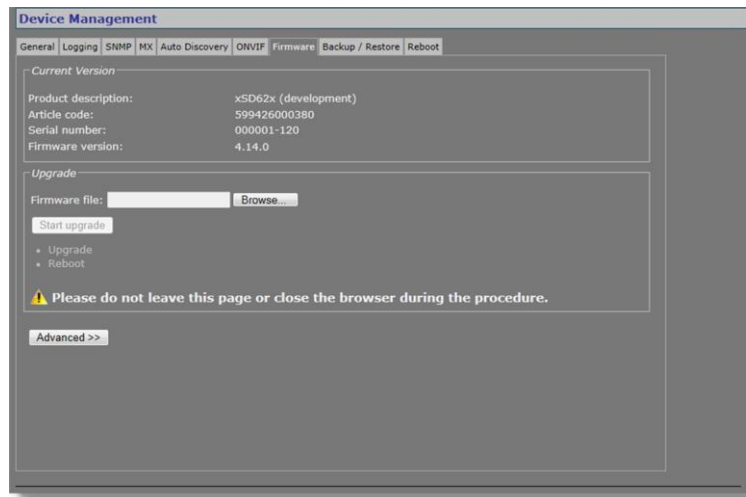 Device Management
General Logging SNMP MX Auto Discovery ONVIF Firmware Backup / Restore Reboot
Current Version
Product description: xSD62x (development)
Article code: 599426000380
Serial number: 000001-120
Firmware version: 4.14.0
Upgrade
Firmware file: Browse...
Start upgrade
• Upgrade
• Reboot
Please do not leave this page or close the browser during the procedure.
Advanced >>